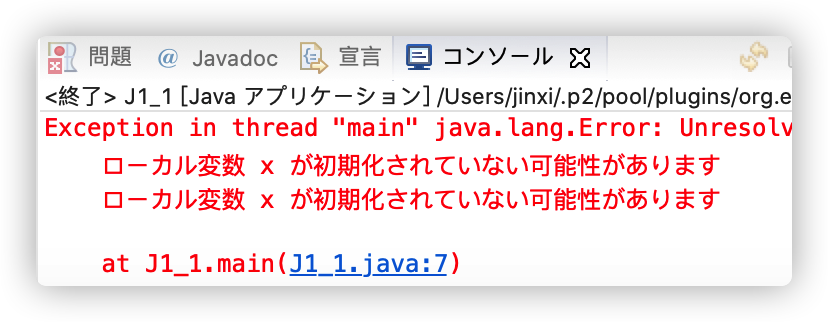 問題 @ Javadoc 宣言 コンソール
<終了> J1_1 [Java アプリケーション] /Users/jinxi/.p2/pool/plugins/org.e
Exception in thread "main" java.lang.Error: Unresolv
ローカル変数 x が初期化されていない可能性があります
ローカル変数 x が初期化されていない可能性があります
at J1_1.main(J1_1.java:7)